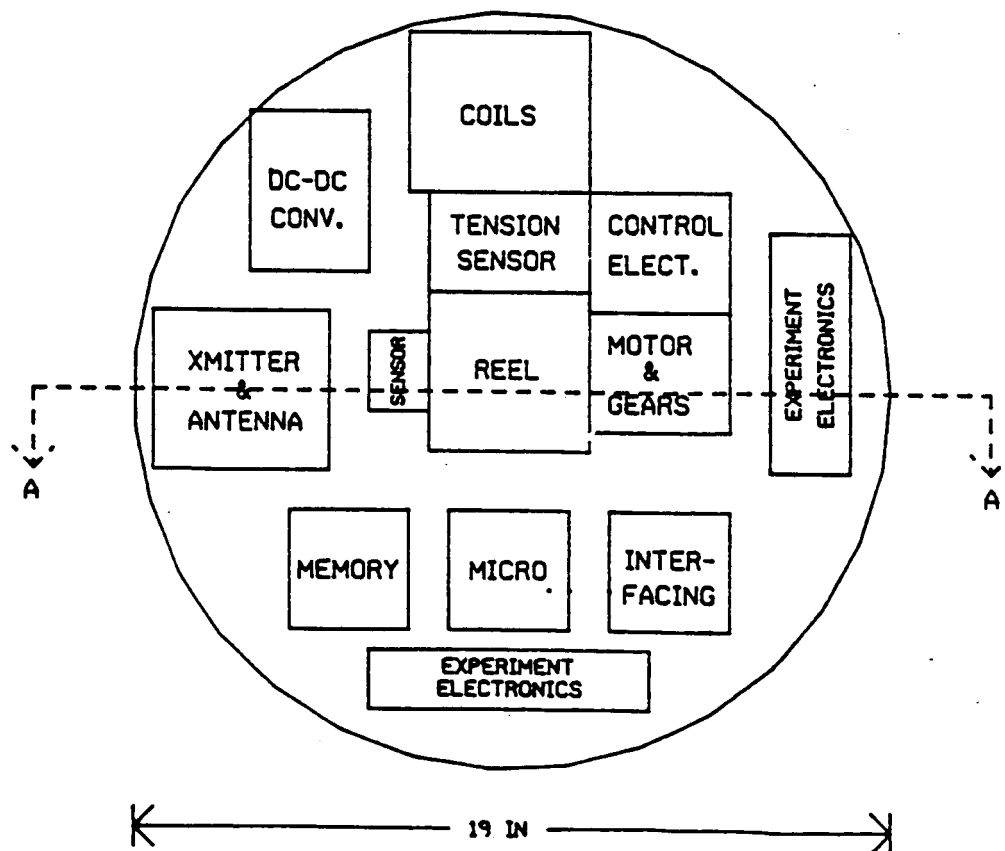 COILS
DC-DC
CONV.
TENSION
SENSOR
CONTROL
ELECT.
EXPERIMENT
ELECTRONICS
XMITTER
&
ANTENNA
SENSOR
REEL
MOTOR
&
GEARS
A
A
MEMORY
MICRO.
INTER-
FACING
EXPERIMENT
ELECTRONICS
19 IN